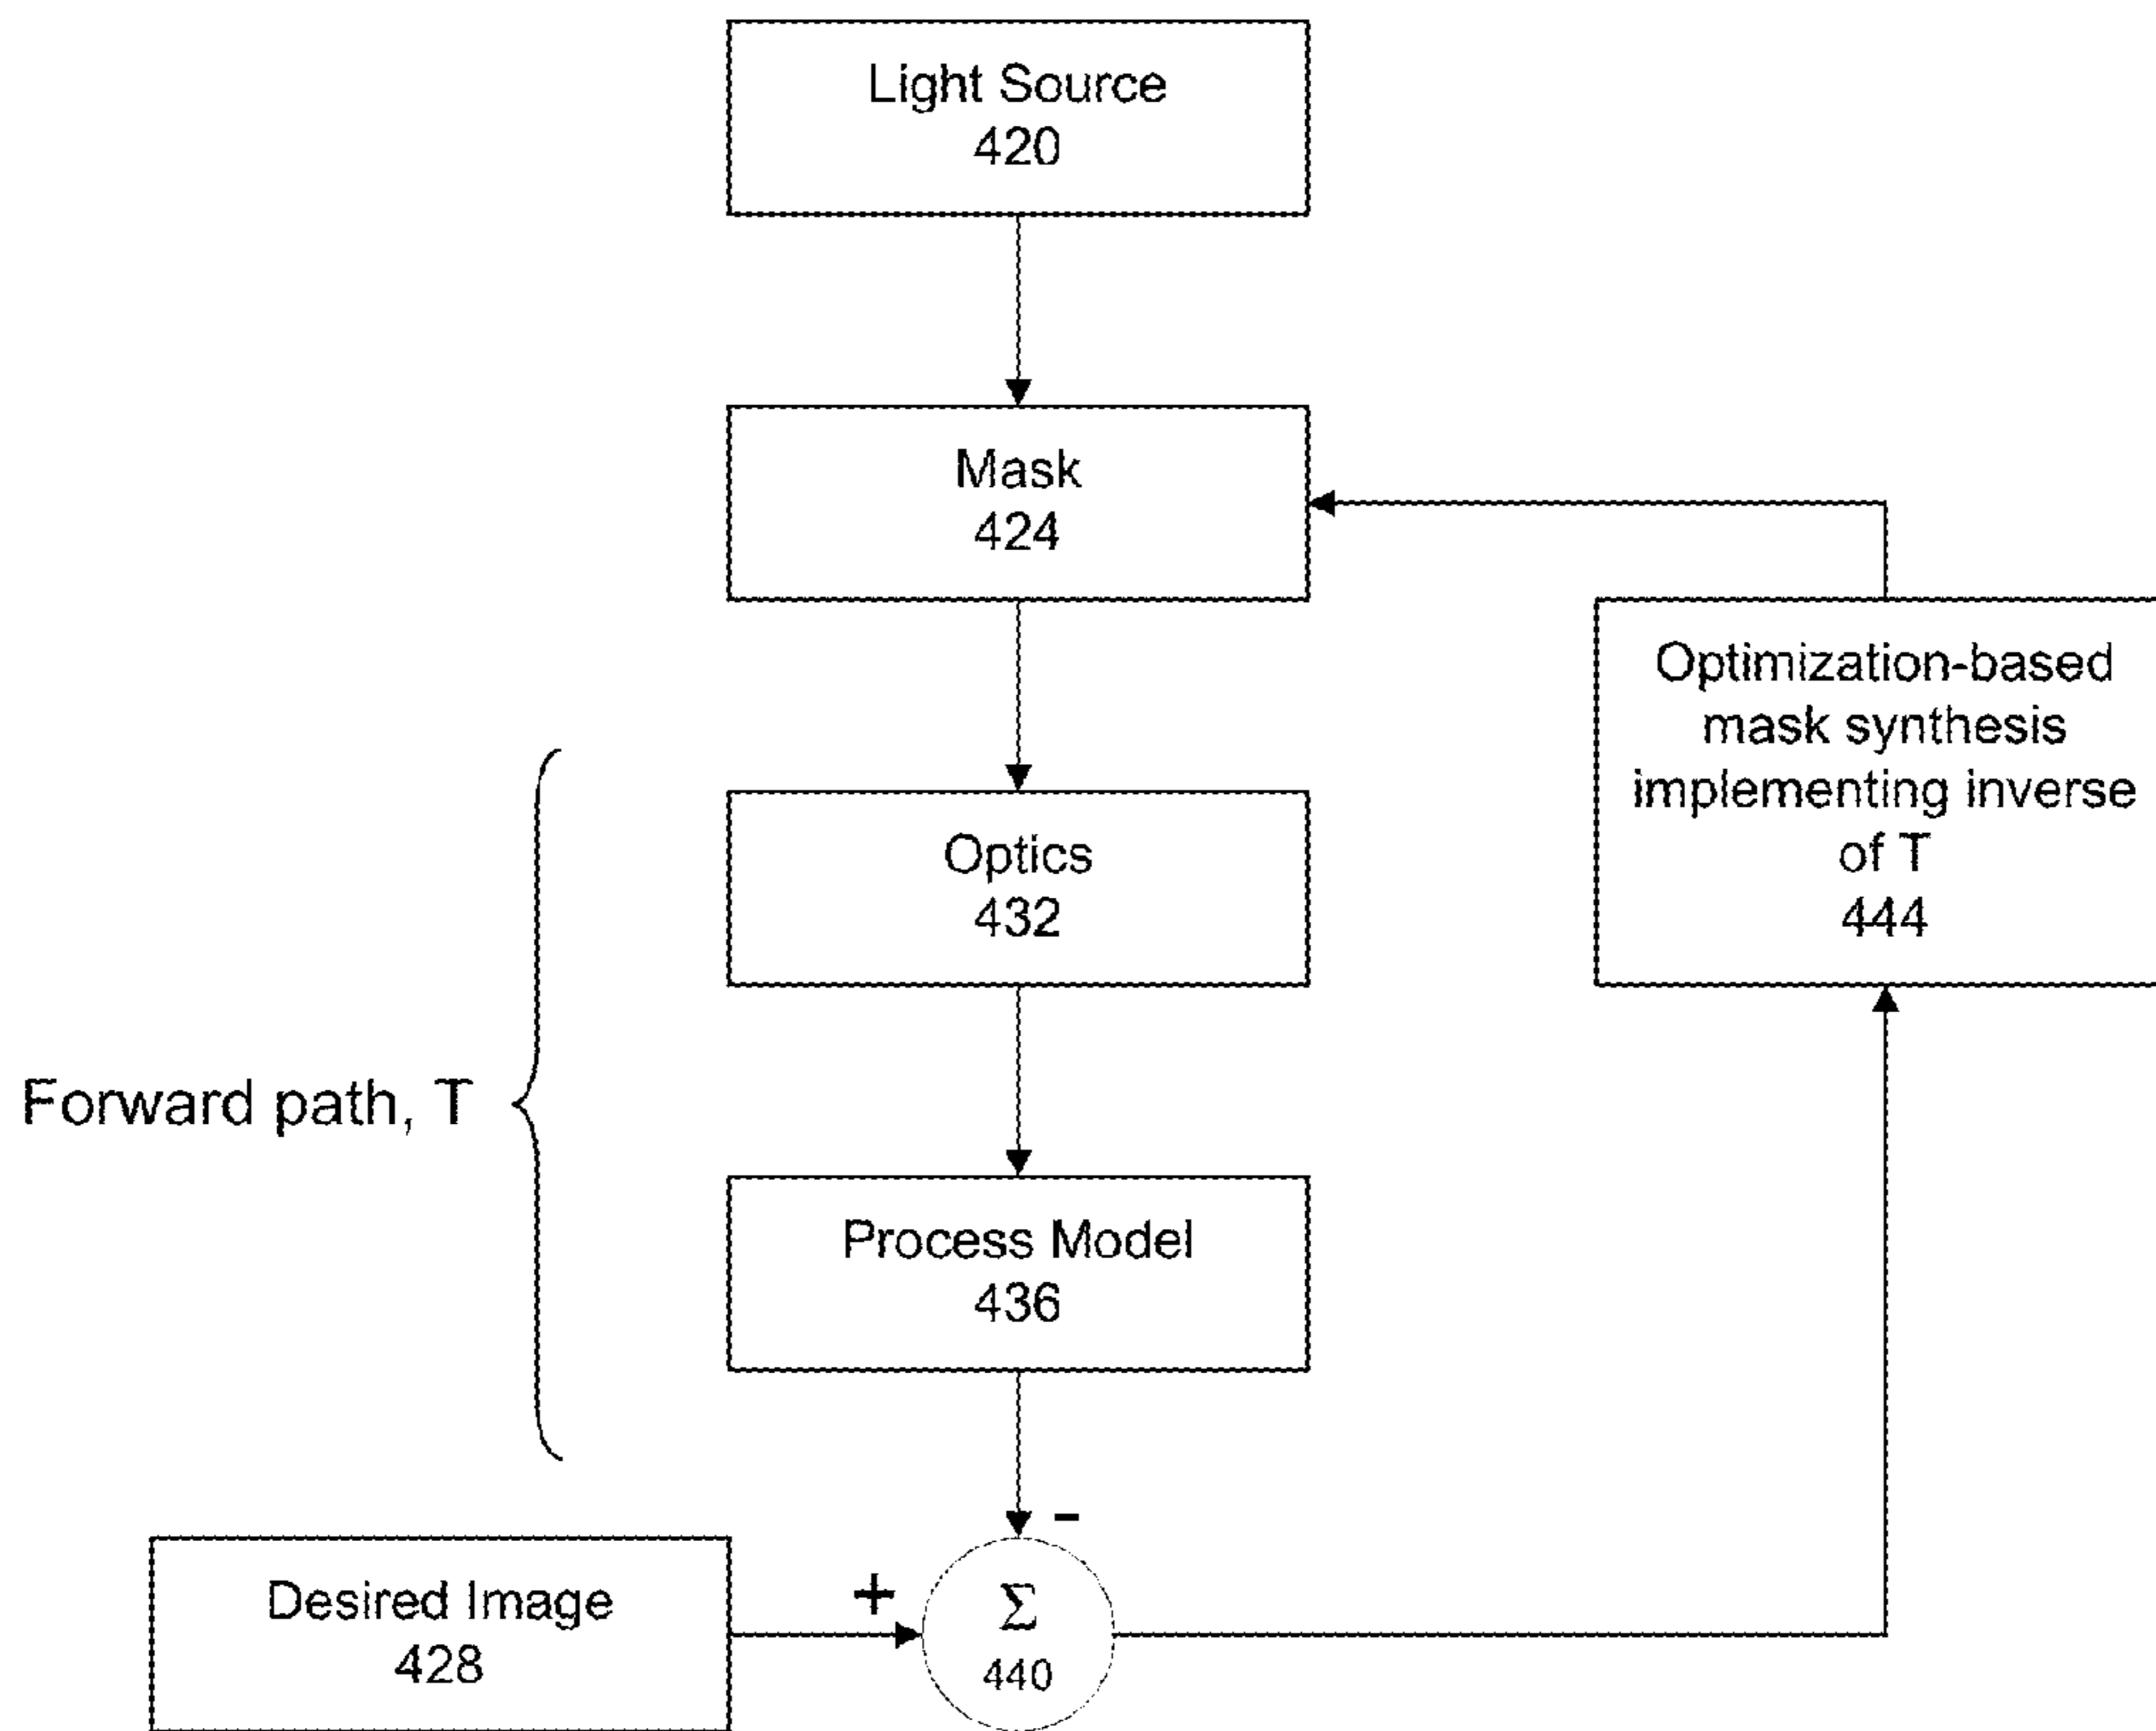 Light Source
420
Mask
424
Optimization-based
mask synthesis
implementing inverse
of T
444
Optics
432
Forward path, T
Process Model
436
-
Desired Image
428
+
Σ
440